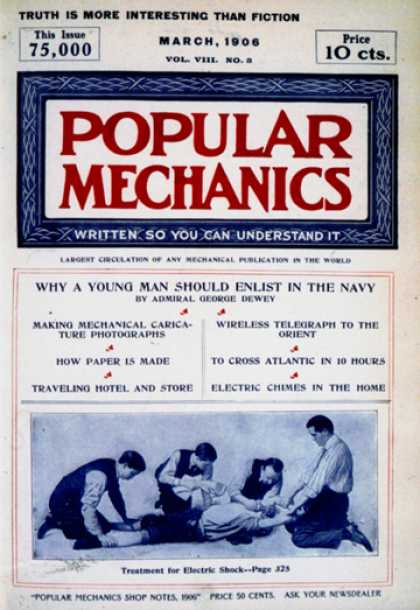 TRUTH IS MORE INTERESTING THAN FICTION
This Issue
75,000
MARCH, 1906
VOL. VIII. NO. 3
Price
10 cts.
POPULAR
MECHANICS
WRITTEN SO YOU CAN UNDERSTAND IT
LARGEST CIRCULATION OF ANY MECHANICAL PUBLICATION IN THE WORLD
WHY A YOUNG MAN SHOULD ENLIST IN THE NAVY
BY ADMIRAL GEORGE DEWEY
MAKING MECHANICAL CARICA-
TURE PHOTOGRAPHS
HOW PAPER IS MADE
TRAVELING HOTEL AND STORE
WIRELESS TELEGRAPH TO THE
ORIENT
TO CROSS ATLANTIC IN 10 HOURS
ELECTRIC CHIMES IN THE HOME
Treatment for Electric Shock--Page 325
"POPULAR MECHANICS SHOP NOTES, 1906" PRICE 50 CENTS. ASK YOUR NEWSDEALER